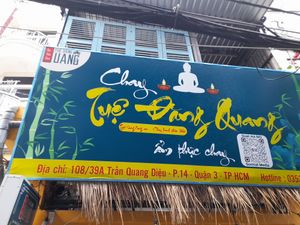 QUANG
Chay
Tuệ Đăng Quang
ẩm thực chay
Địa chỉ: 108/39A Trần Quang Diệu - P.14 - Quận 3 - TP HCM Hotline : 035